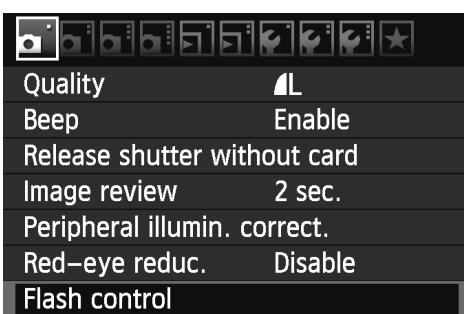 Quality L
Beep Enable
Release shutter without card
Image review 2 sec.
Peripheral illumin. correct.
Red-eye reduc. Disable
Flash control